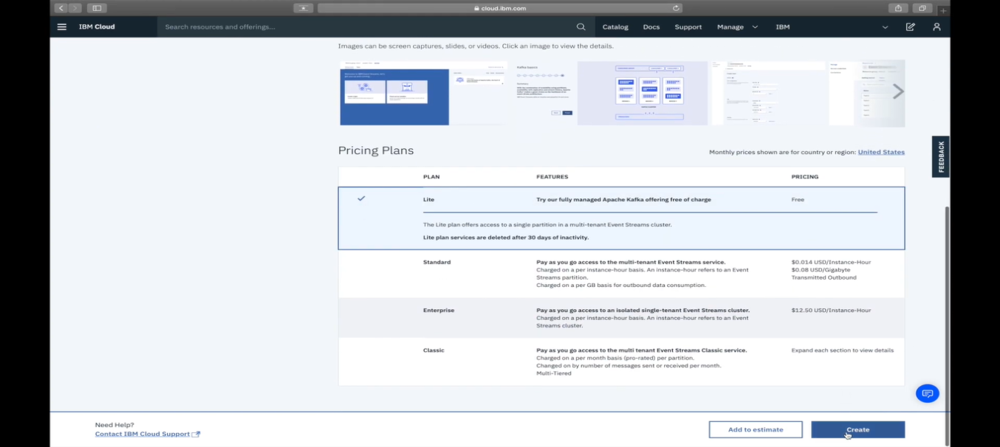 cloud.ibm.com
IBM Cloud
Search resources and offerings...
Catalog
Docs
Support
Manage
IBM
Images can be screen captures, slides, or videos. Click an image to view the details.
Kafka basics
Summary
Pricing Plans
Monthly prices shown are for country or region: United States
FEEDBACK
PLAN
FEATURES
PRICING
Lite
Try our fully managed Apache Kafka offering free of charge
Free
The Lite plan offers access to a single partition in a multi-tenant Event Streams cluster.
Lite plan services are deleted after 30 days of inactivity.
Standard
Pay as you go access to the multi-tenant Event Streams service.
Charged on a per instance-hour basis. An instance-hour refers to an Event
Streams partition.
Charged on a per GB basis for outbound data consumption.
$0.014 USD/Instance-Hour
$0.08 USD/Gigabyte
Transmitted Outbound
Enterprise
Pay as you go access to an isolated single-tenant Event Streams cluster.
Charged on a per instance-hour basis. An instance-hour refers to an Event
Streams cluster.
$12.50 USD/Instance-Hour
Classic
Pay as you go access to the multi tenant Event Streams Classic service.
Charged on a per month basis (pro-rated) per partition.
Changed on by number of messages sent or received per month.
Multi-Tiered
Expand each section to view details
Need Help?
Contact IBM Cloud Support
Add to estimate
Create